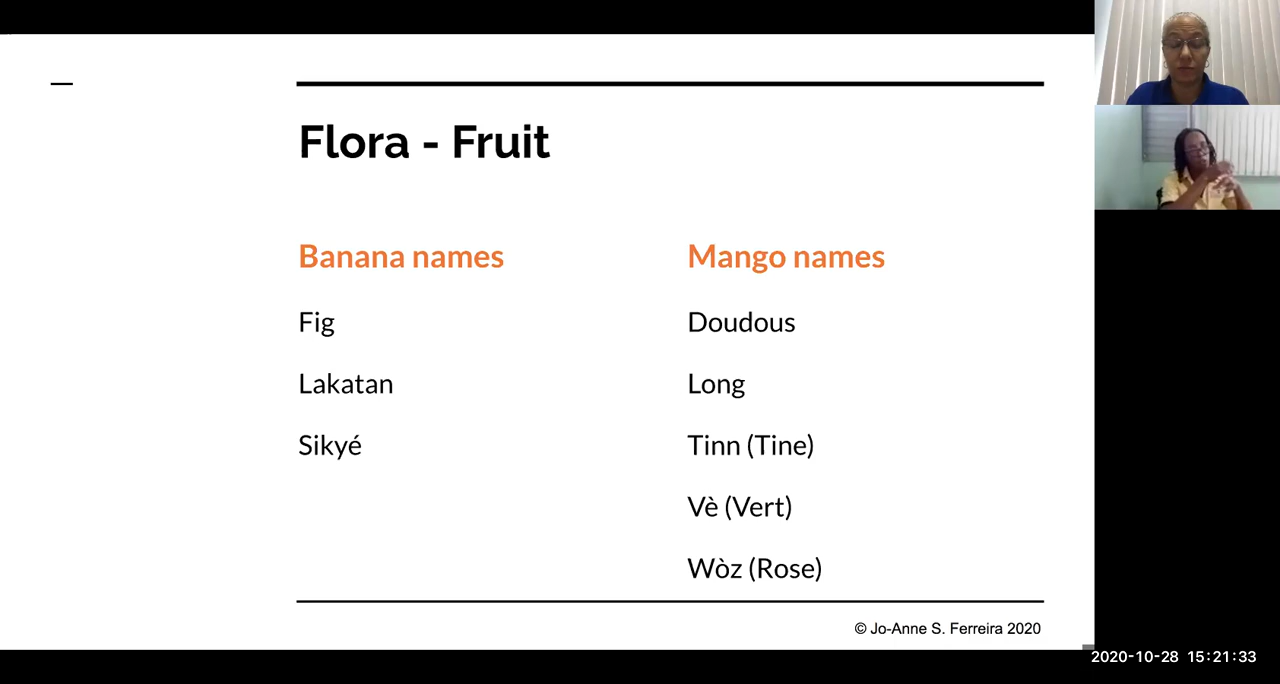 Flora - Fruit
Banana names
Fig
Lakatan
Sikyé
Mango names
Doudous
Long
Tinn (Tine)
Vè (Vert)
Wòz (Rose)
© Jo-Anne S. Ferreira 2020
2020-10-28 15:21:33